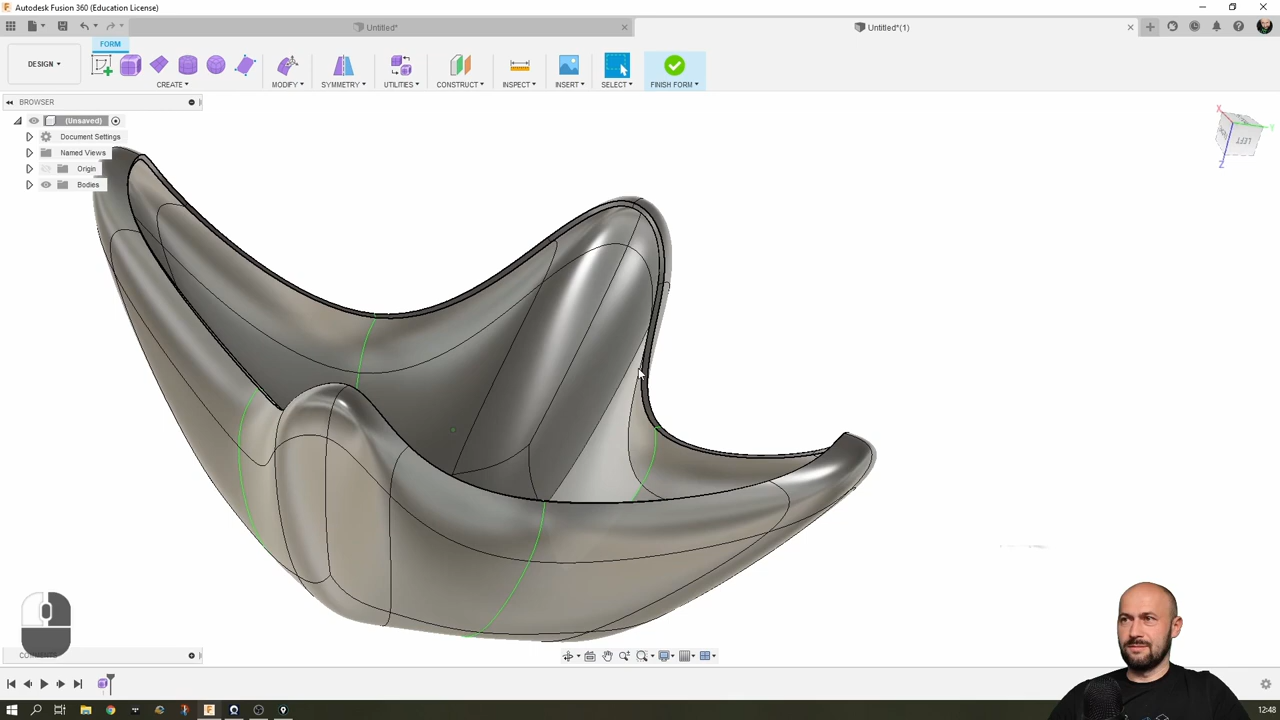 Autodesk Fusion 360 (Education License)
Untitled*
Untitled*(1)
FORM
DESIGN
CREATE
MODIFY
SYMMETRY
UTILITIES
CONSTRUCT
INSPECT
INSERT
SELECT
FINISH FORM
BROWSER
(Unsaved)
Document Settings
Named Views
Origin
Bodies
X
Y
LEFT
Z
COMMENTS
12:48